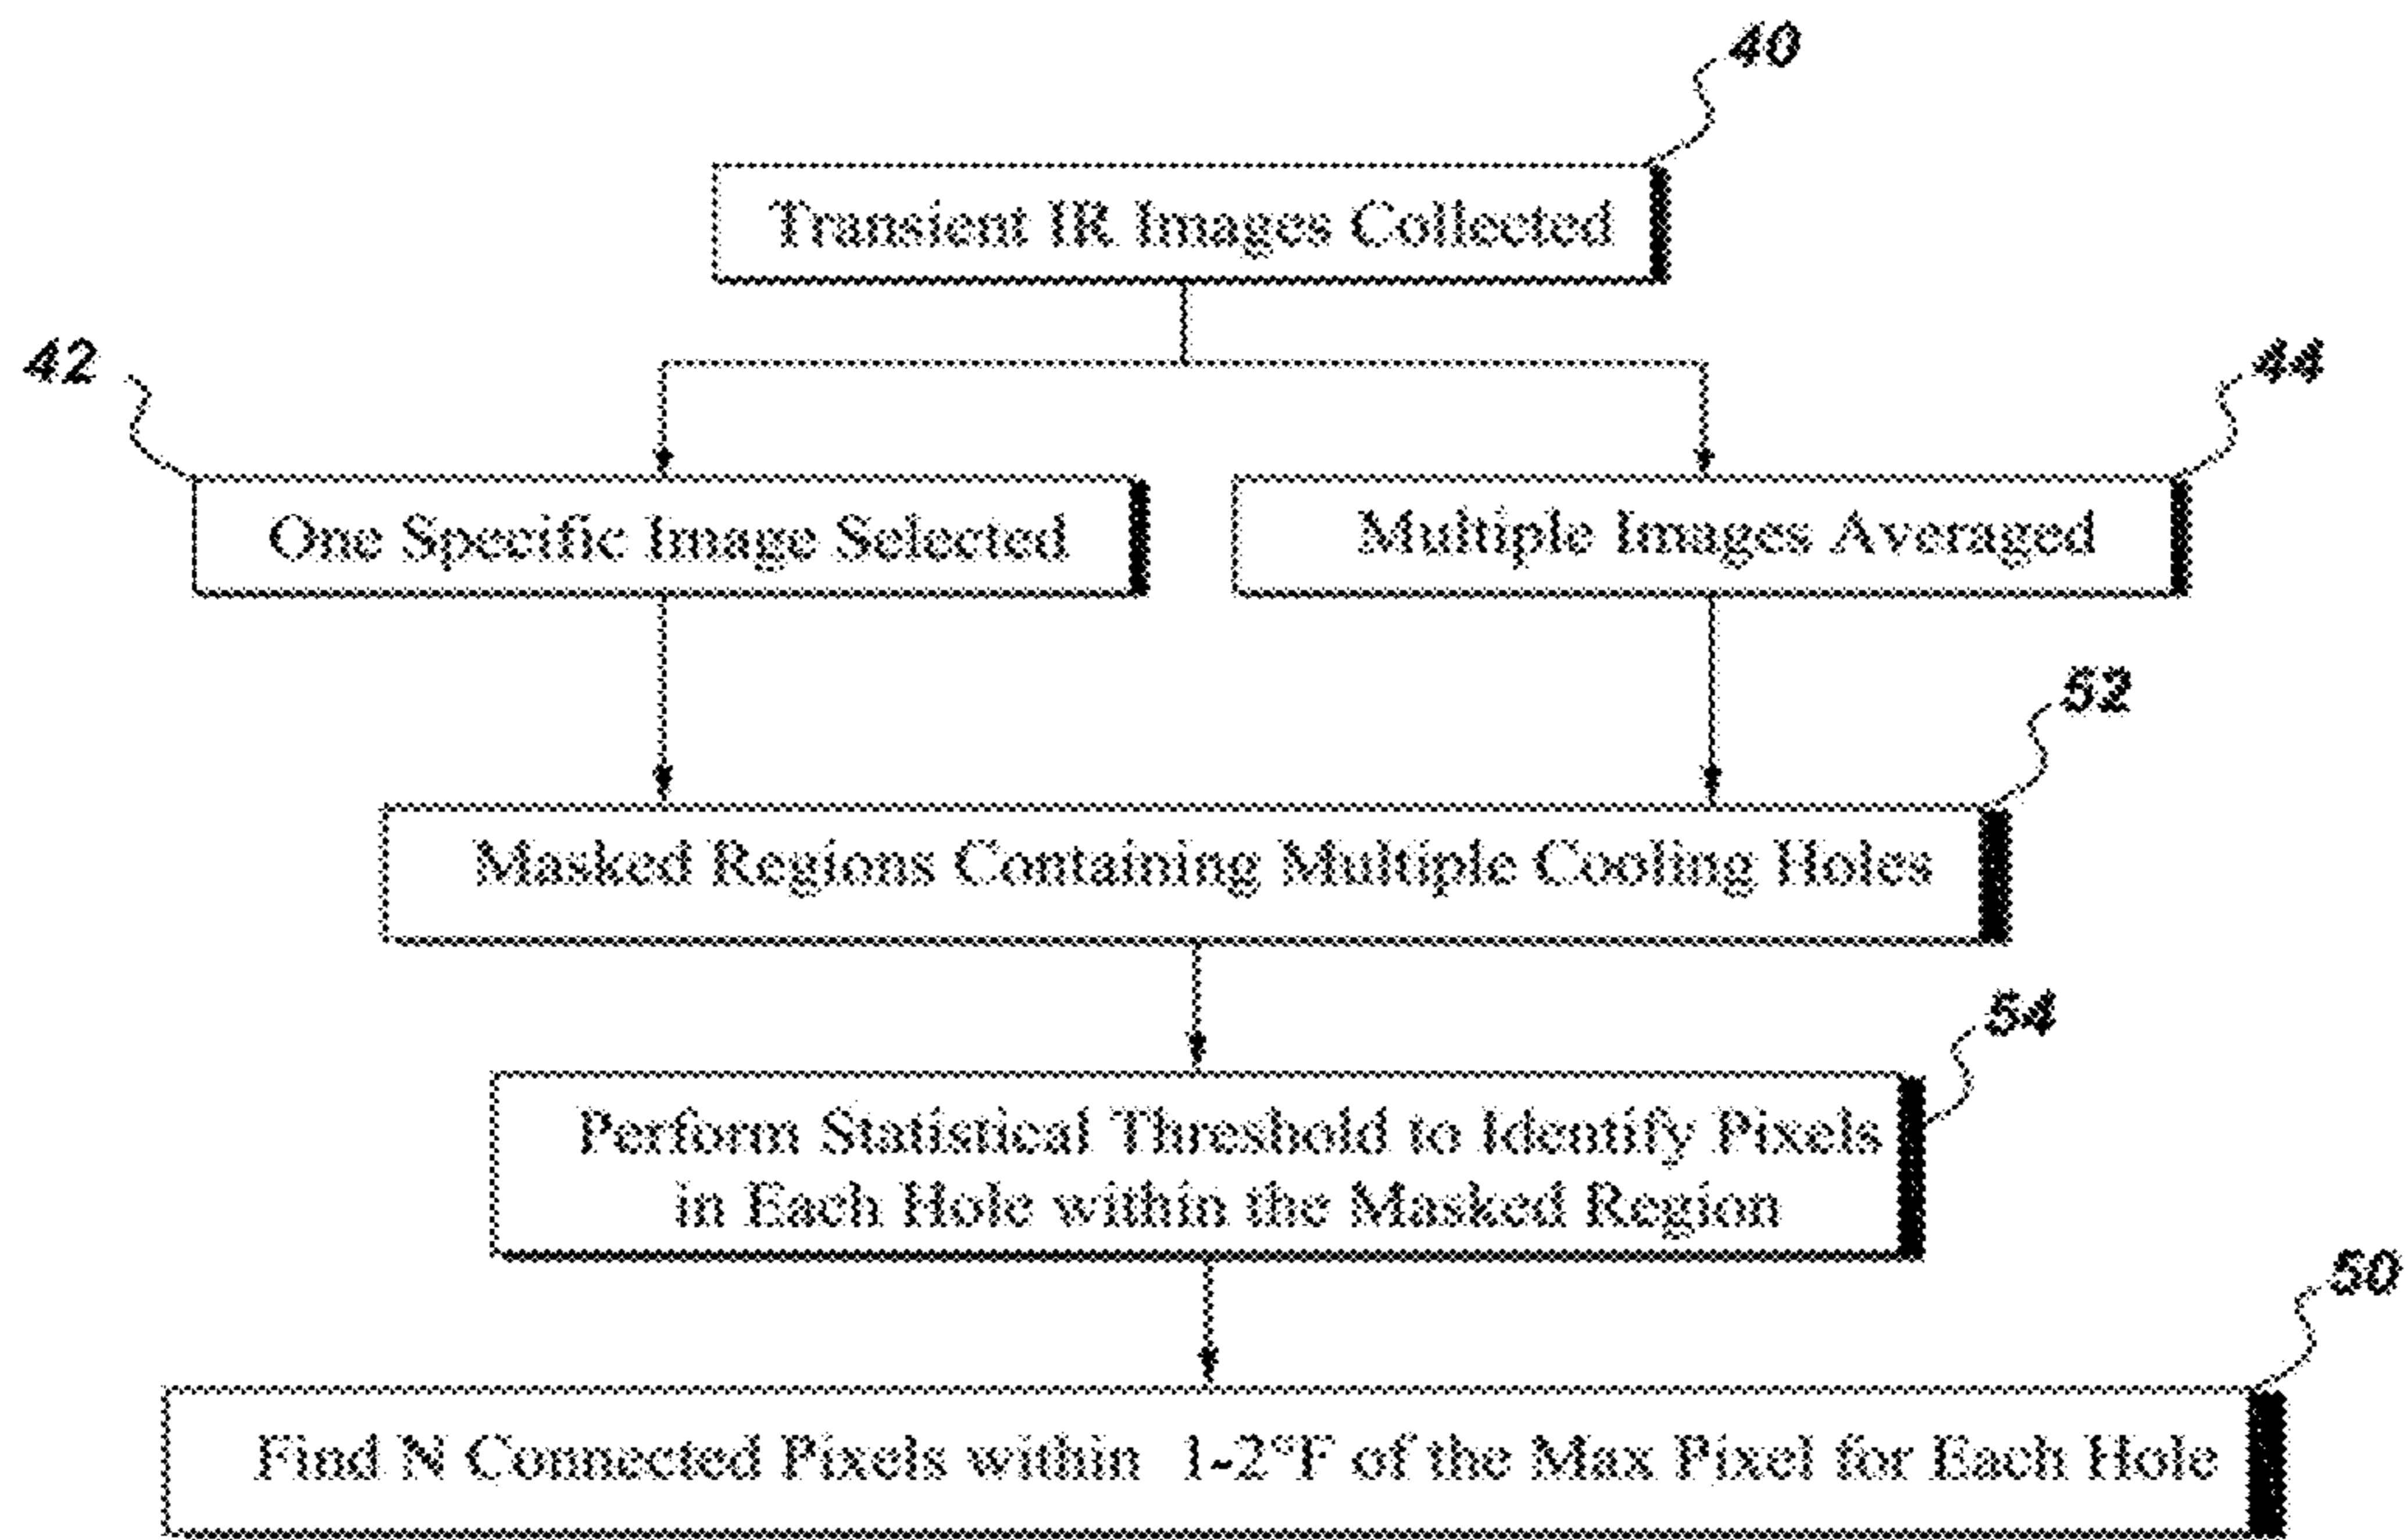 40
Transient IR Images Collected
42
44
One Specific Image Selected
Multiple Images Averaged
52
Masked Regions Containing Multiple Cooling Holes
54
Perform Statistical Threshold to Identify Pixels
in Each Hole within the Masked Region
50
Find N Connected Pixels within 1-2°F of the Max Pixel for Each Hole